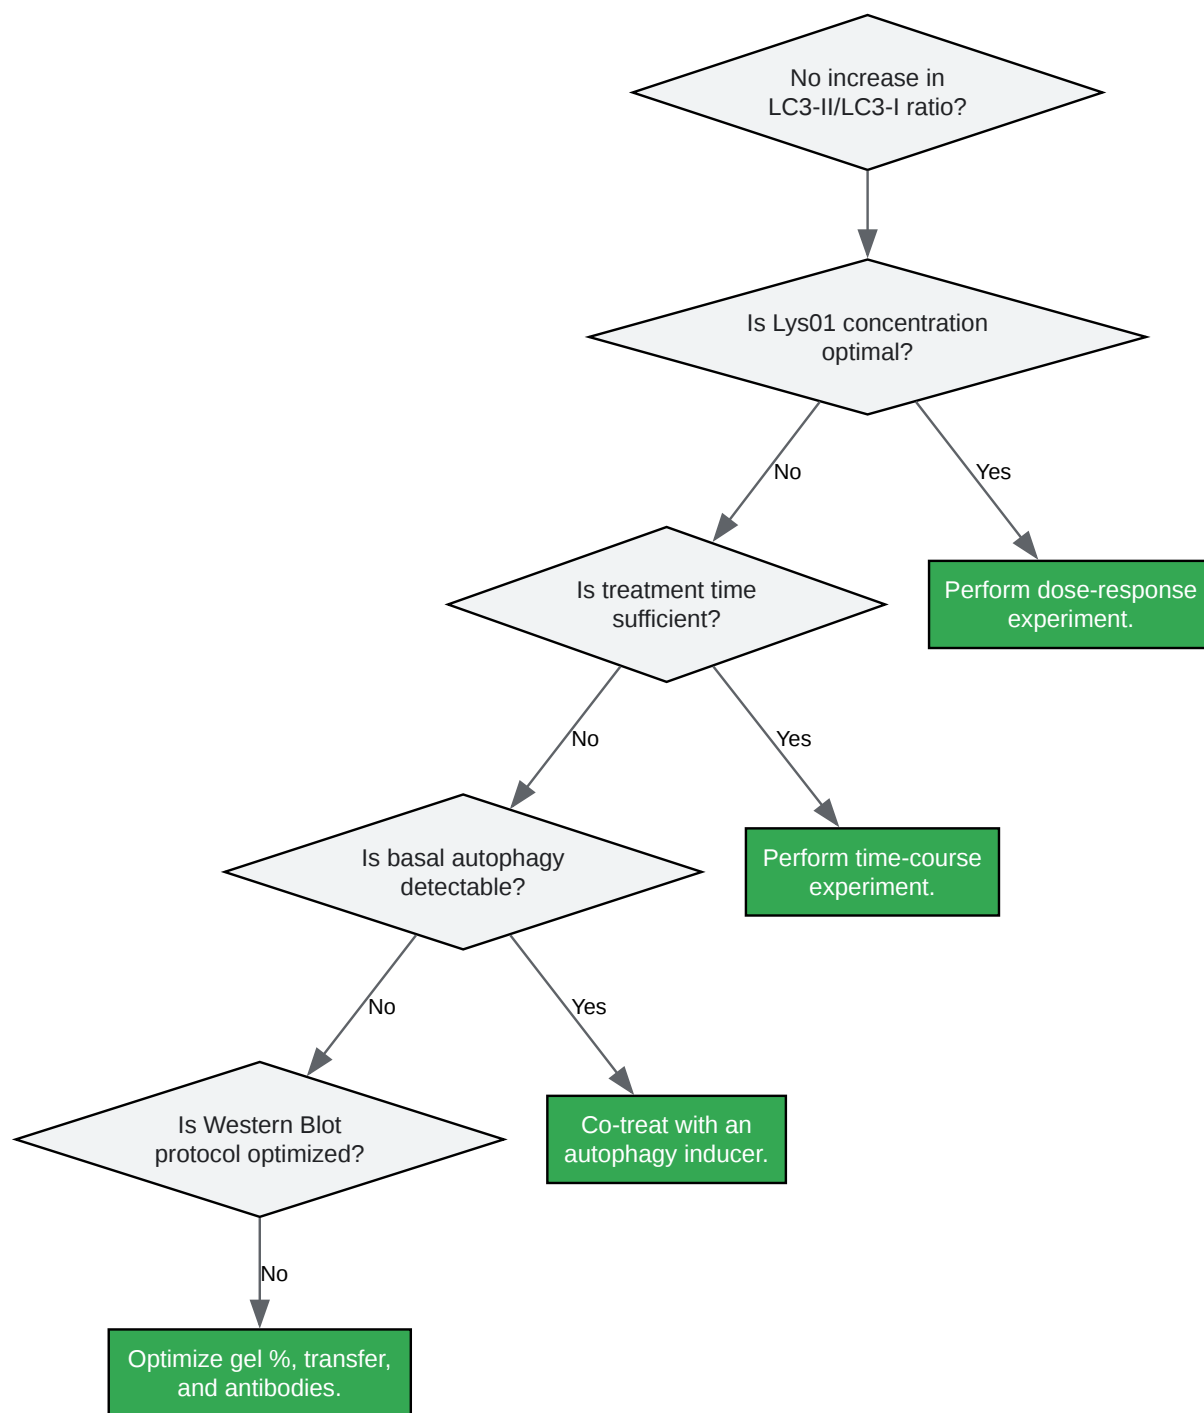 No increase in
LC3-II/LC3-I ratio?
Is Lys01 concentration
optimal?
No
Yes
Is treatment time
sufficient?
Perform dose-response
experiment.
No
Yes
Is basal autophagy
detectable?
Perform time-course
experiment.
No
Yes
Is Western Blot
protocol optimized?
Co-treat with an
autophagy inducer.
No
Optimize gel %, transfer,
and antibodies.